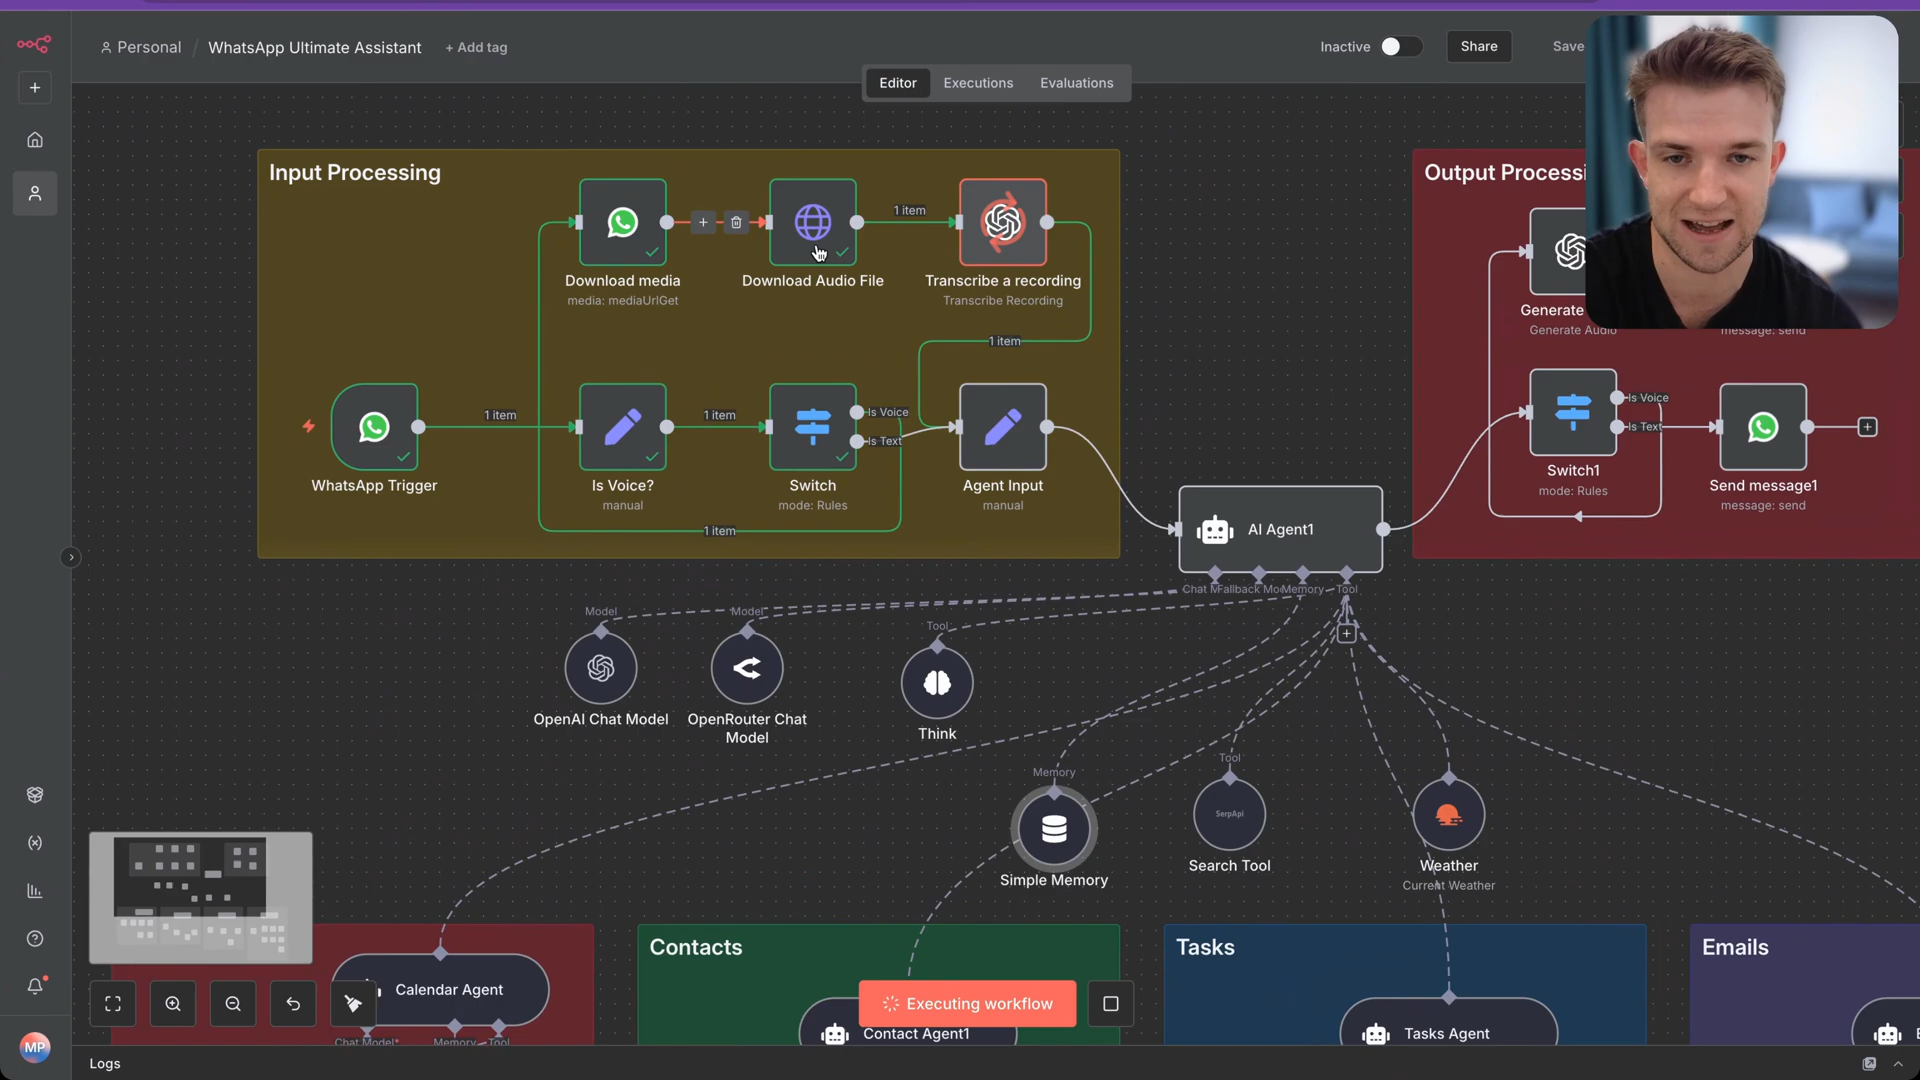 Personal / WhatsApp Ultimate Assistant + Add tag
Inactive
Share
Save
Editor Executions Evaluations
Input Processing
Download media
media: mediaUrlGet
Download Audio File
1 item
Transcribe a recording
Transcribe Recording
1 item
WhatsApp Trigger
1 item
Is Voice?
manual
1 item
Switch
mode: Rules
Is Voice
Is Text
Agent Input
manual
1 item
Output Processi
Generate
Generate Audio
message: send
Switch1
mode: Rules
Is Voice
Is Text
Send message1
message: send
AI Agent1
Chat M Fallback Mo Memory Tool
Model
OpenAI Chat Model
Model
OpenRouter Chat
Model
Tool
Think
Memory
Simple Memory
Tool
SerpApi
Search Tool
Weather
Current Weather
Calendar Agent
Chat Model* Memory Tool
Contacts
Contact Agent1
Tasks
Tasks Agent
Emails
Executing workflow
MP
Logs